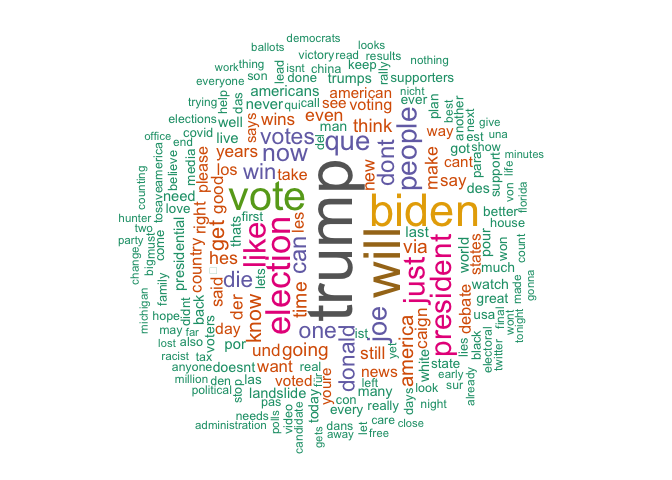 democrats
ballots
looks
victory
read
results
nothing
work
thing
isnt
china
keep
rally
everyone
son
lead
done
trumps
supporters
help
americans
american
nicht
trying
das
never
qui
call
see
voting
ever
plan
best
give
elections
well
says
wins
even
think
way
another
next
office
covid
live
votes
del
man
que
dont
people
make
got
est
show
una
end
media
years
now
cant
para
support
minutes
believe
please
los
win
take
new
say
des
von
life
counting
tosaveamerica
need
good
vote
trump
biden
better
florida
love
right
get
first
les
last
house
hunter
two
presidential
country
thats
like
can
will
via
world
pour
states
won
count
party
must
come
hes
election
time
just
president
much
change
big
family
said
die
lets
joe
watch
made
gonna
michigan
hope
didnt
back
der
know
one
donald
america
caign
debate
great
final
wont
tonight
may
far
voters
day
ist
usa
lost
also
por
und
going
still
yet
white
lies
black
electoral
twitter
racist
tax
doesnt
want
real
news
state
anyone
youre
für
left
early
already
million
den
las
voted
many
days
look
sur
political
stop
landslide
con
pas
today
every
really
night
needs
video
candidate
dans
let
care
close
administration
polls
gets
away
free
op